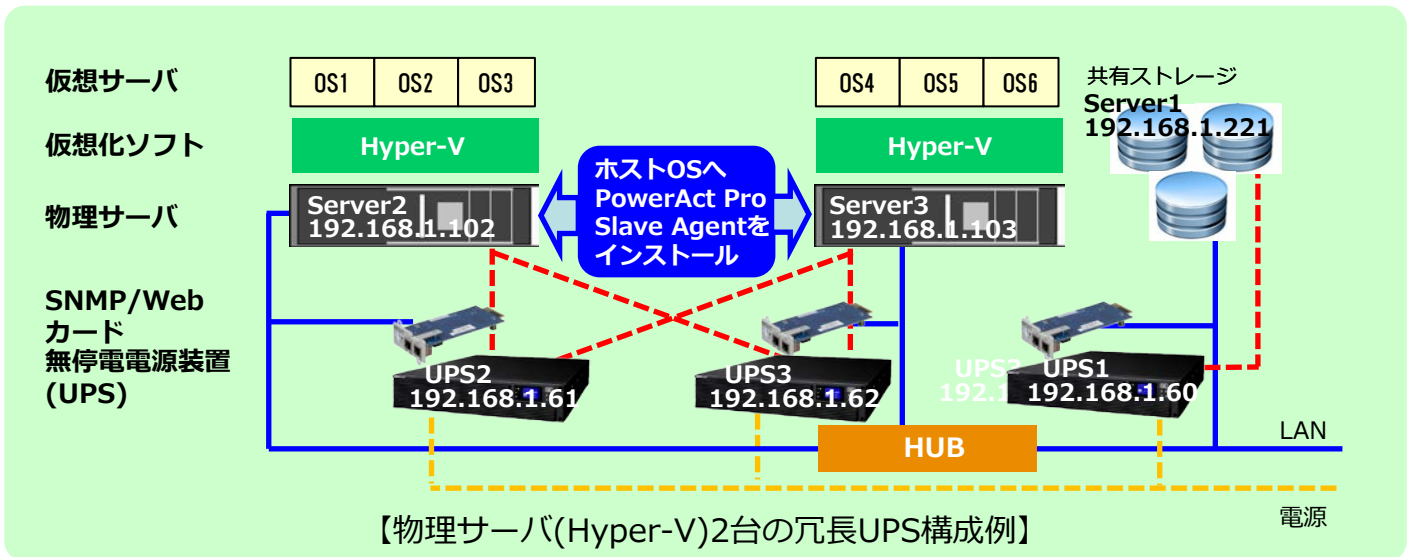 仮想サーバ
OS1 OS2 OS3
OS4 OS5 OS6
共有ストレージ
Server1
192.168.1.221
仮想化ソフト
Hyper-V
Hyper-V
ホストOSへ
PowerAct Pro
Slave Agentを
インストール
物理サーバ
Server2
192.168.1.102
Server3
192.168.1.103
SNMP/Web
カード
無停電電源装置
(UPS)
UPS2
192.168.1.61
UPS3
192.168.1.62
UPS1
192.168.1.60
HUB
LAN
電源
【物理サーバ(Hyper-V)2台の冗長UPS構成例】